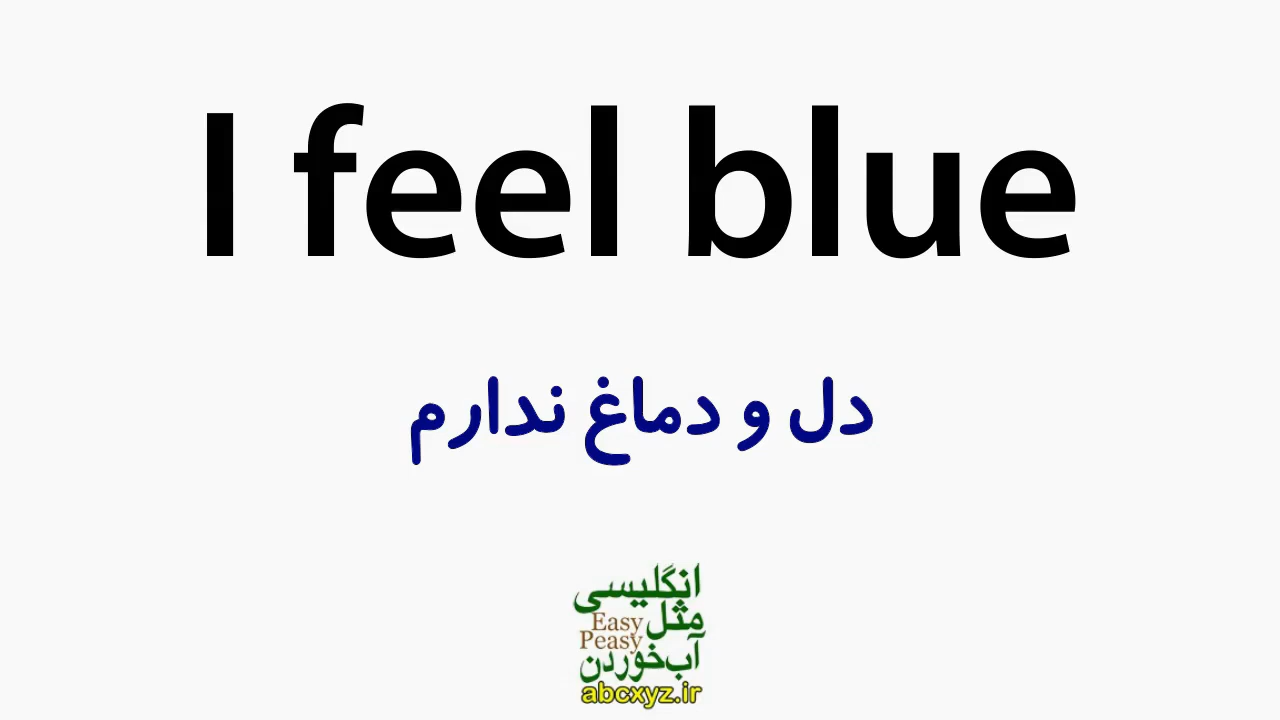 I feel blue
دل و دماغ ندارم
انگلیسی
مثل Easy
Peasy
آب‌خوردن
abcxyz.ir